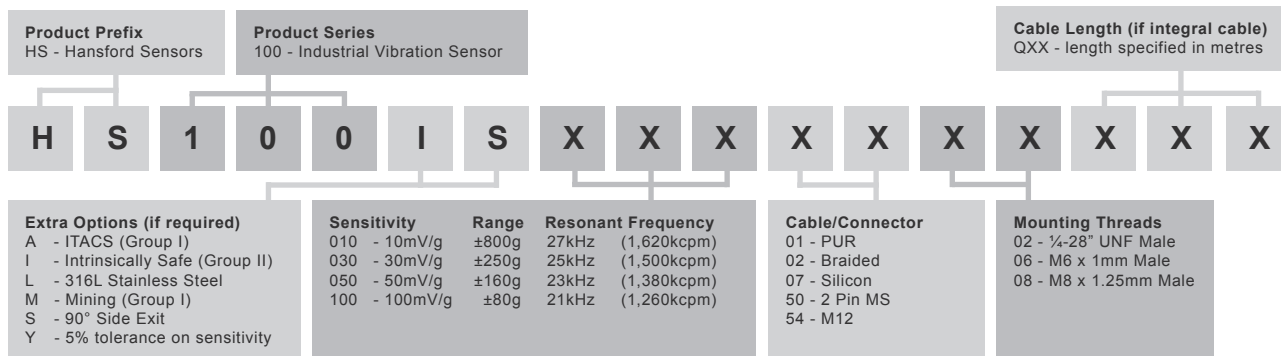 Product Prefix
HS - Hansford Sensors
Product Series
100 - Industrial Vibration Sensor
Cable Length (if integral cable)
QXX - length specified in metres
H S 1 0 0 I S X X X X X X X X X X
Extra Options (if required)
A - ITACS (Group I)
I - Intrinsically Safe (Group II)
L - 316L Stainless Steel
M - Mining (Group I)
S - 90° Side Exit
Y - 5% tolerance on sensitivity
Sensitivity Range Resonant Frequency
010 - 10mV/g ±800g 27kHz (1,620kcpm)
030 - 30mV/g ±250g 25kHz (1,500kcpm)
050 - 50mV/g ±160g 23kHz (1,380kcpm)
100 - 100mV/g ±80g 21kHz (1,260kcpm)
Cable/Connector
01 - PUR
02 - Braided
07 - Silicon
50 - 2 Pin MS
54 - M12
Mounting Threads
02 - ¼-28” UNF Male
06 - M6 x 1mm Male
08 - M8 x 1.25mm Male